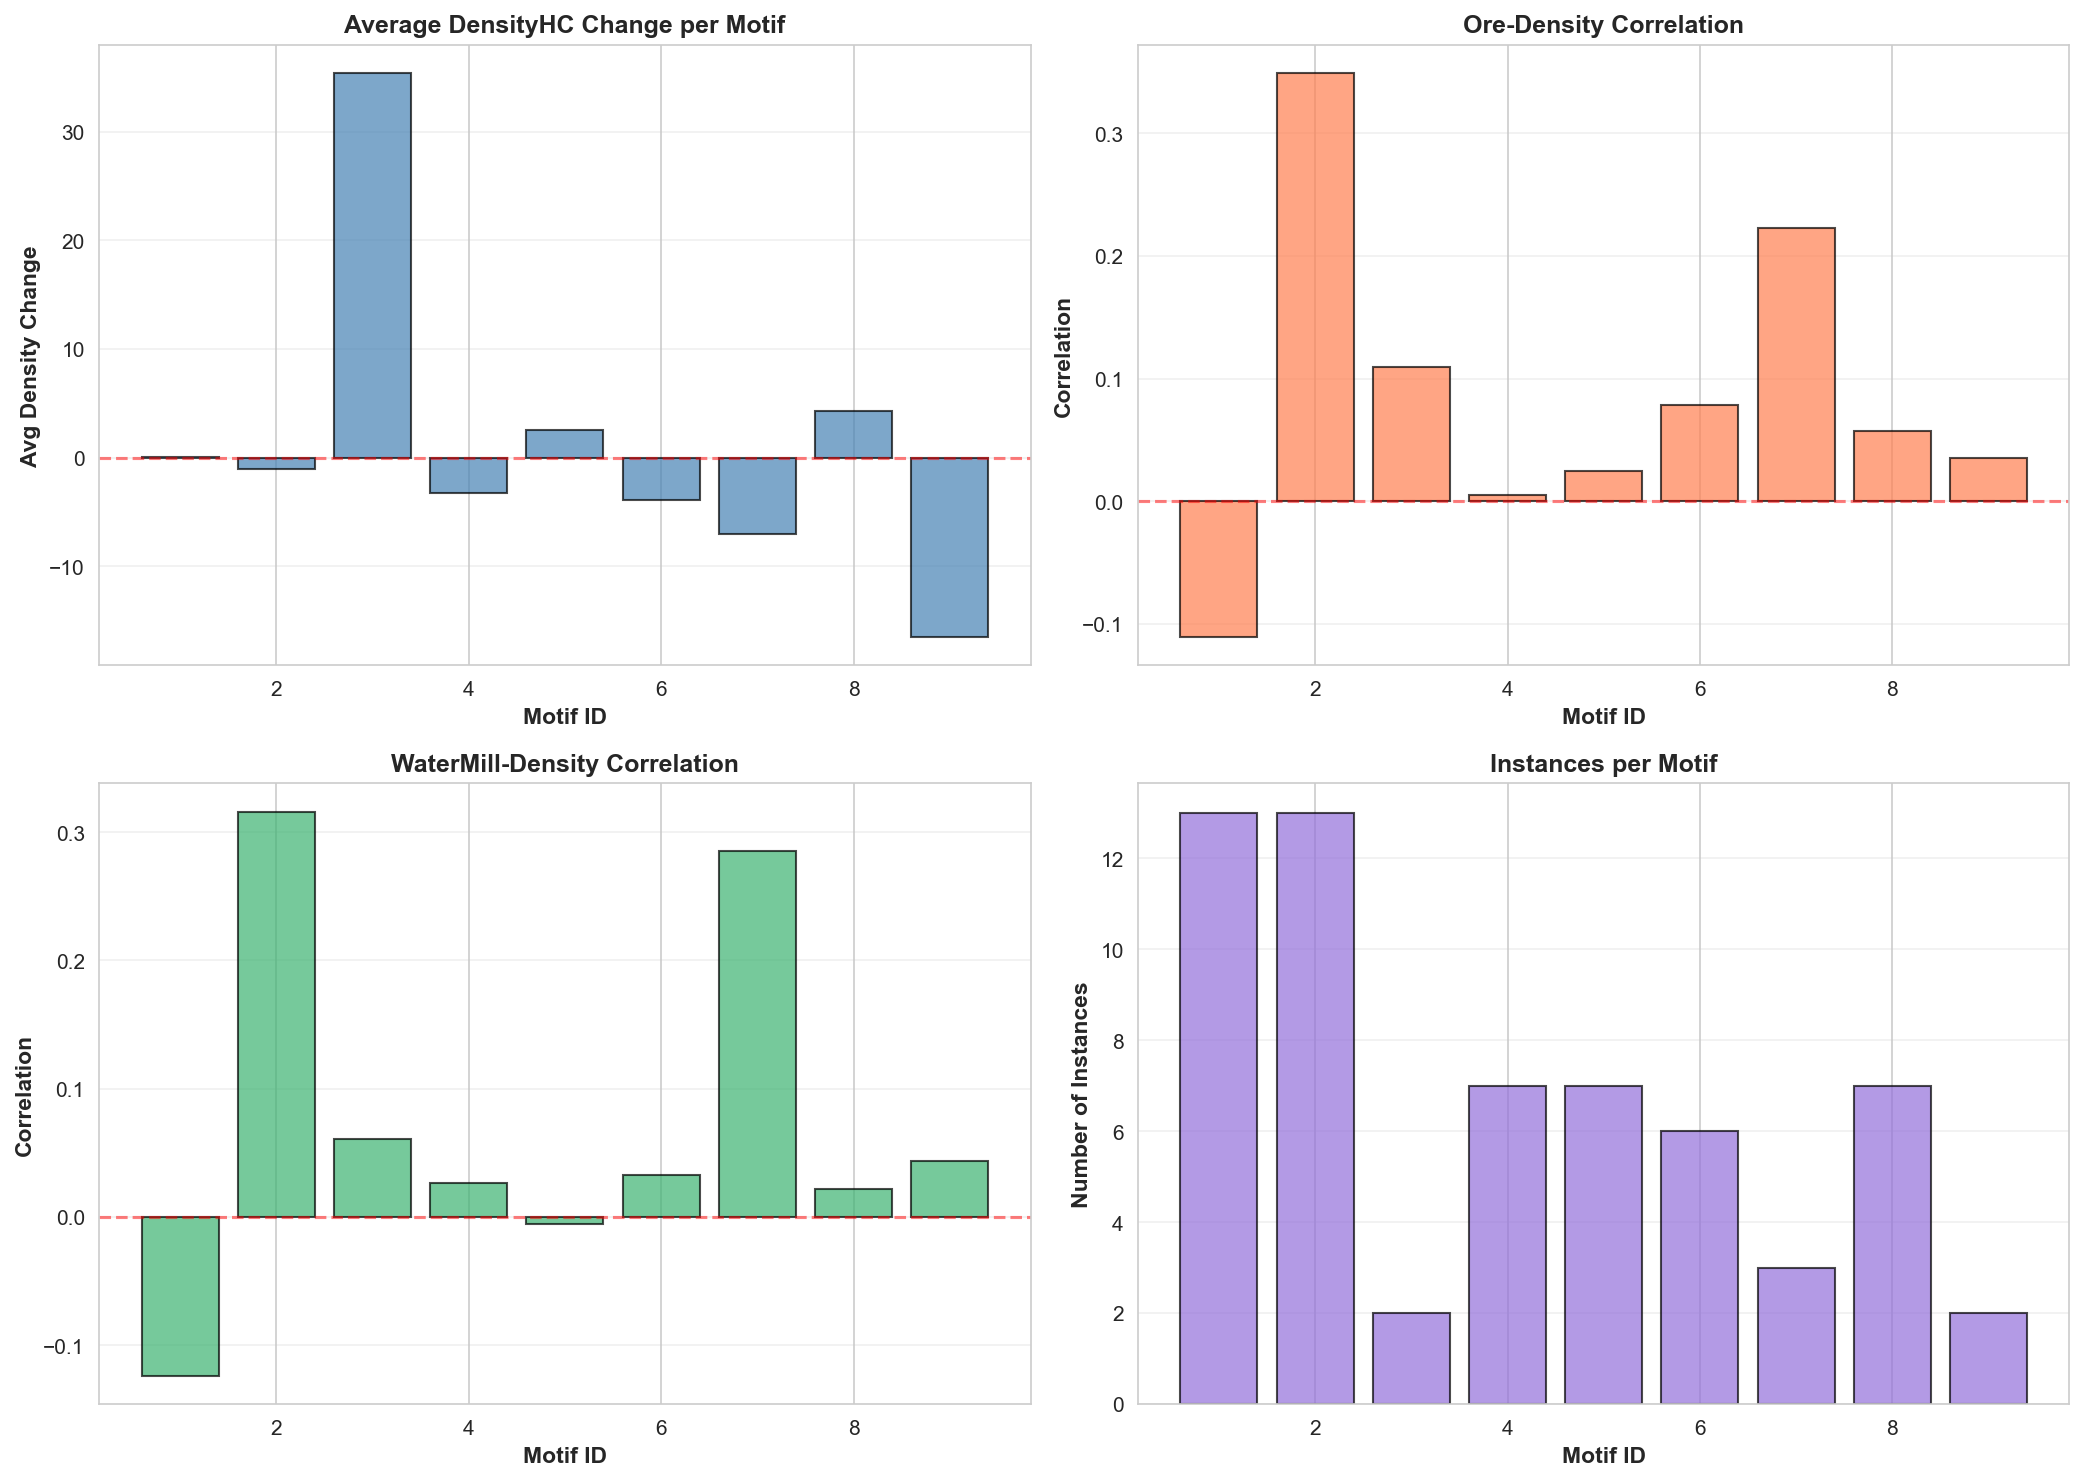 Average DensityHC Change per Motif
Avg Density Change
30
20
10
0
−10
2 4 6 8
Motif ID
Ore-Density Correlation
Correlation
0.3
0.2
0.1
0.0
−0.1
2 4 6 8
Motif ID
WaterMill-Density Correlation
Correlation
0.3
0.2
0.1
0.0
−0.1
2 4 6 8
Motif ID
Instances per Motif
Number of Instances
12
10
8
6
4
2
0
2 4 6 8
Motif ID